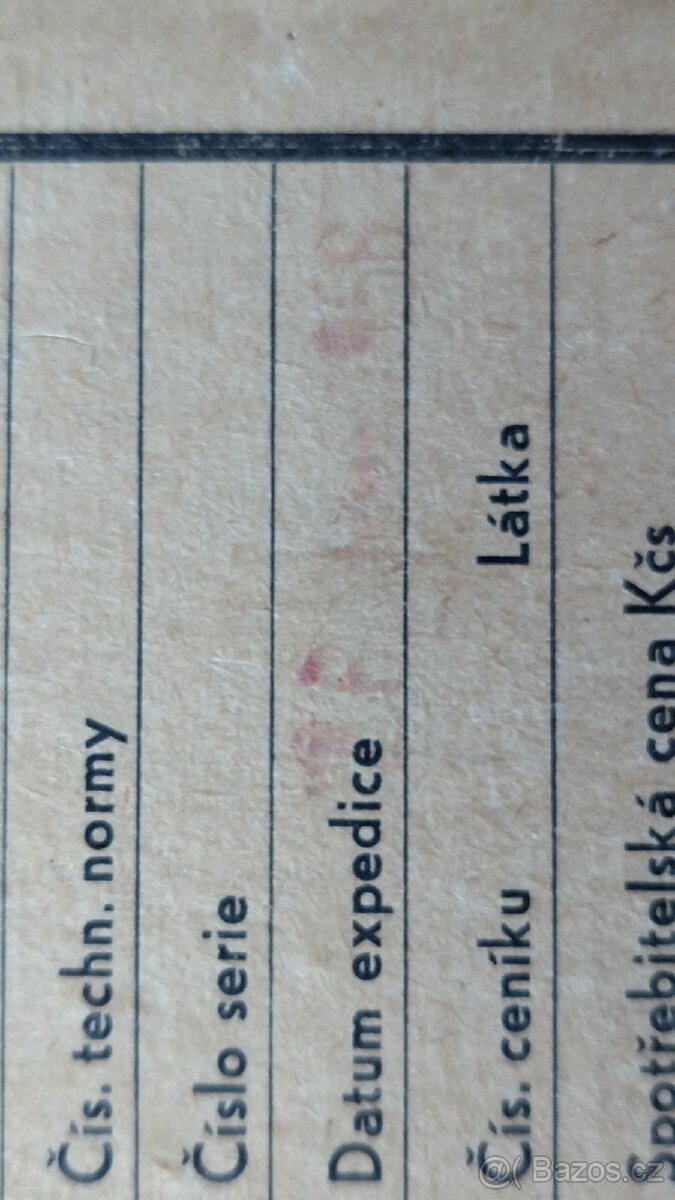 Čís. techn. normy
Číslo serie
Datum expedice
Čís. ceníku Látka
Spotřebitelská cena Kčs
Bazos.cz